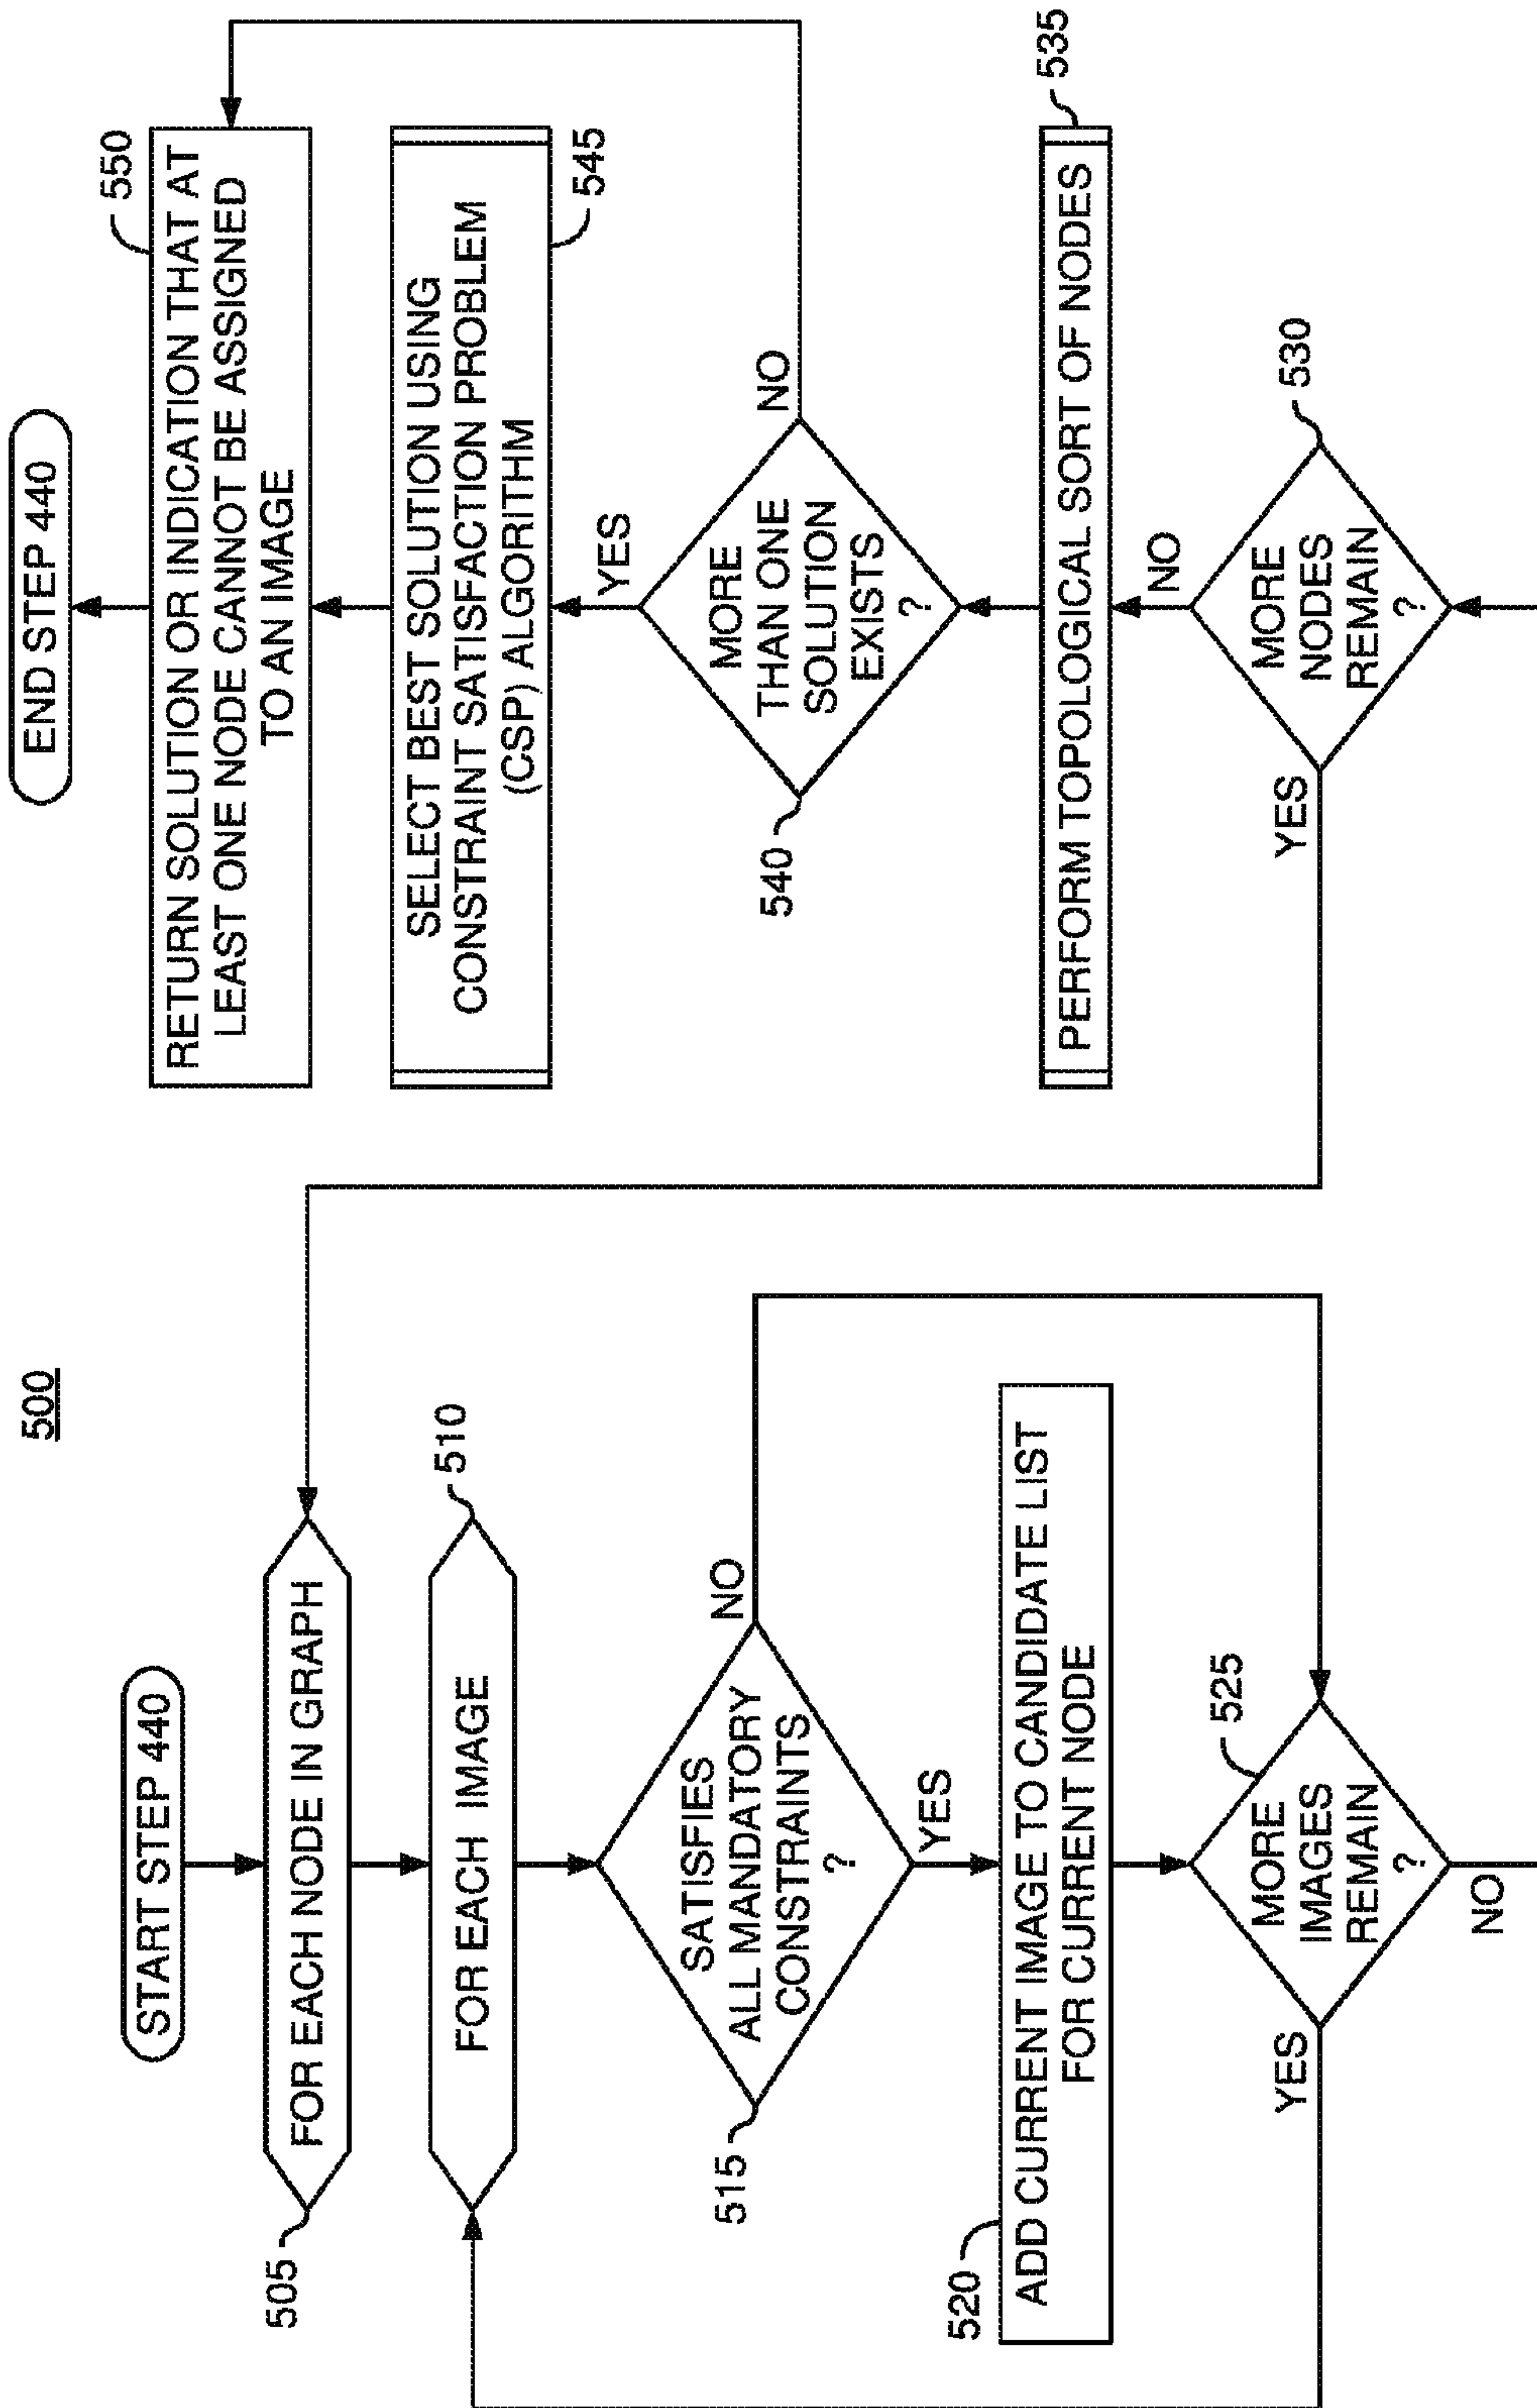 500
START STEP 440
505
FOR EACH NODE IN GRAPH
510
FOR EACH IMAGE
515
SATISFIES
ALL MANDATORY
CONSTRAINTS
?
NO
YES
520
ADD CURRENT IMAGE TO CANDIDATE LIST
FOR CURRENT NODE
525
MORE
IMAGES
REMAIN
?
YES
NO
530
MORE
NODES
REMAIN
?
YES
NO
535
PERFORM TOPOLOGICAL SORT OF NODES
540
MORE
THAN ONE
SOLUTION
EXISTS
?
NO
YES
545
SELECT BEST SOLUTION USING
CONSTRAINT SATISFACTION PROBLEM
(CSP) ALGORITHM
550
RETURN SOLUTION OR INDICATION THAT AT
LEAST ONE NODE CANNOT BE ASSIGNED
TO AN IMAGE
END STEP 440